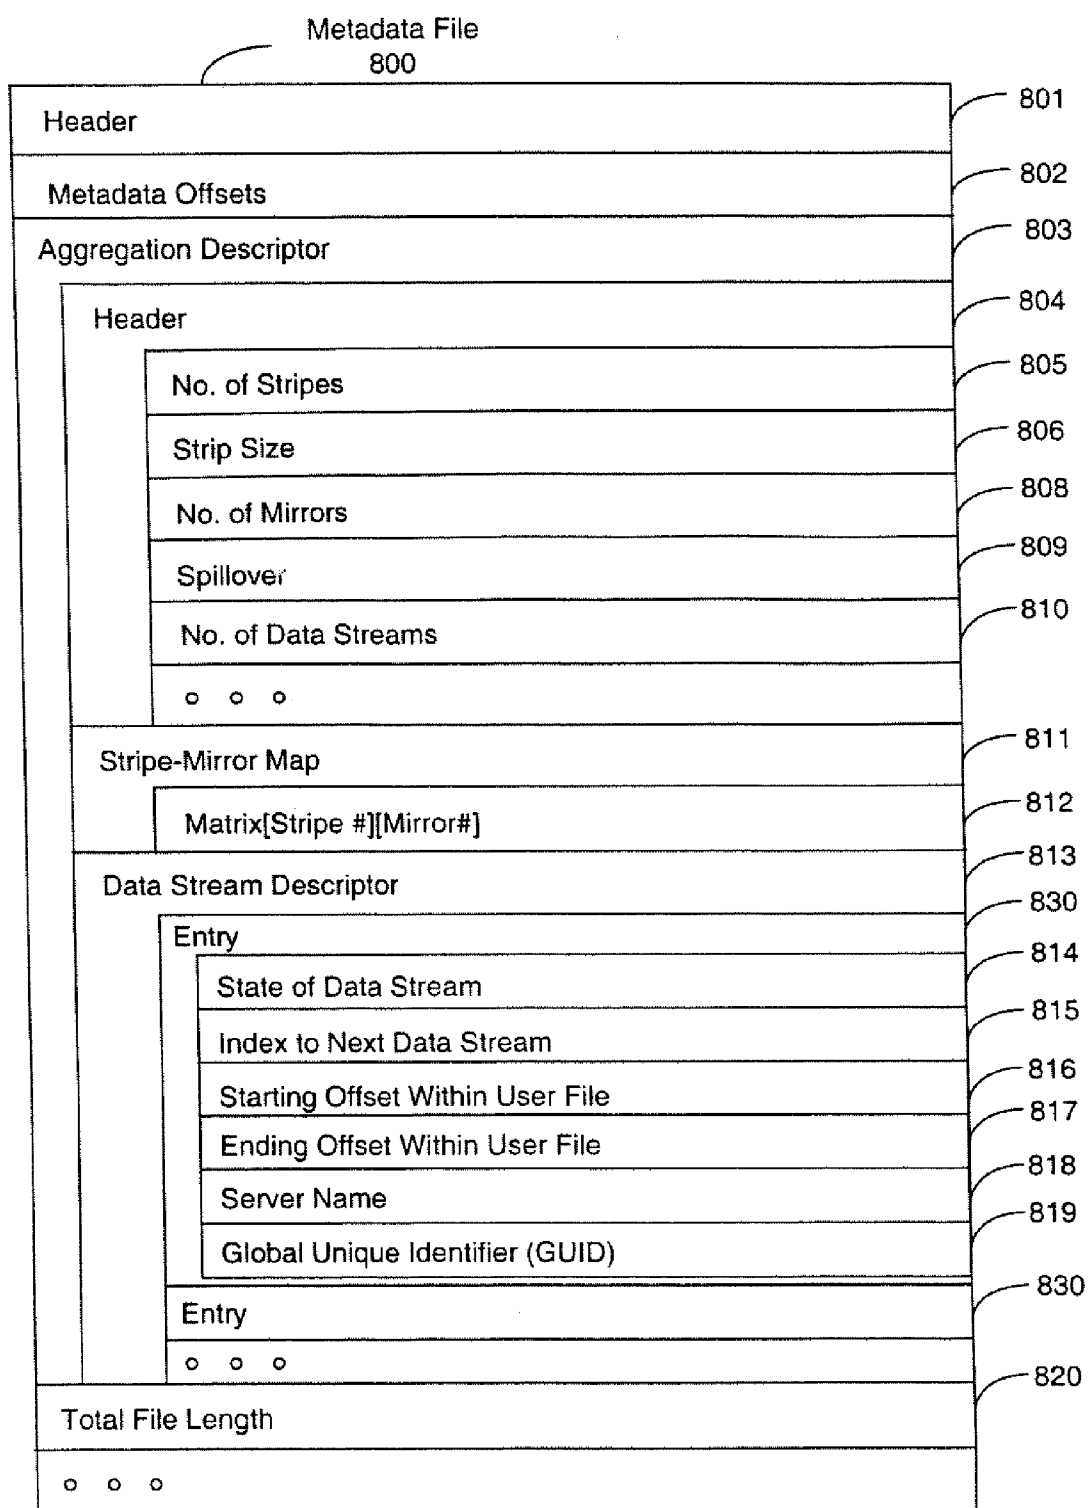 Metadata File
800
Header 801
Metadata Offsets 802
Aggregation Descriptor 803
Header 804
No. of Stripes 805
Strip Size 806
No. of Mirrors 808
Spillover 809
No. of Data Streams 810
Stripe-Mirror Map 811
Matrix[Stripe #][Mirror#] 812
Data Stream Descriptor 813
Entry 830
State of Data Stream 814
Index to Next Data Stream 815
Starting Offset Within User File 816
Ending Offset Within User File 817
Server Name 818
Global Unique Identifier (GUID) 819
Entry 830
Total File Length 820